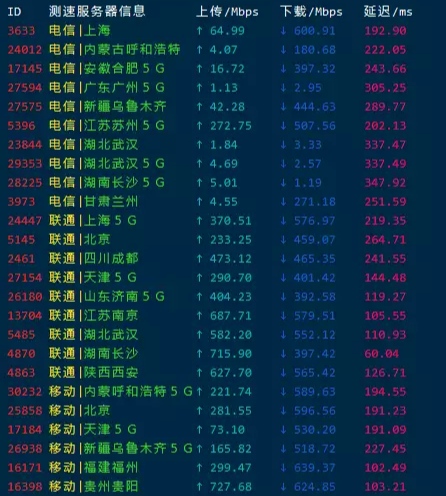 ID 测速服务器信息 上传/Mbps 下载/Mbps 延迟/ms
3633 电信|上海 ↑ 64.99 ↓ 600.91 192.90
24012 电信|内蒙古呼和浩特 ↑ 4.07 ↓ 180.68 222.05
17145 电信|安徽合肥５Ｇ ↑ 16.72 ↓ 397.32 243.66
27594 电信|广东广州５Ｇ ↑ 1.13 ↓ 2.95 305.25
27575 电信|新疆乌鲁木齐 ↑ 42.28 ↓ 444.63 289.77
5396 电信|江苏苏州５Ｇ ↑ 272.75 ↓ 507.56 202.13
23844 电信|湖北武汉 ↑ 1.84 ↓ 3.33 337.47
29353 电信|湖北武汉５Ｇ ↑ 4.69 ↓ 2.57 337.49
28225 电信|湖南长沙５Ｇ ↑ 5.01 ↓ 1.19 347.92
3973 电信|甘肃兰州 ↑ 4.55 ↓ 271.18 251.59
24447 联通|上海５Ｇ ↑ 370.51 ↓ 576.97 219.35
5145 联通|北京 ↑ 233.25 ↓ 459.07 264.71
2461 联通|四川成都 ↑ 473.12 ↓ 465.35 241.55
27154 联通|天津５Ｇ ↑ 290.70 ↓ 401.42 144.48
26180 联通|山东济南５Ｇ ↑ 404.23 ↓ 392.58 119.27
13704 联通|江苏南京 ↑ 687.71 ↓ 579.51 105.55
5485 联通|湖北武汉 ↑ 582.20 ↓ 552.12 110.93
4870 联通|湖南长沙 ↑ 715.90 ↓ 397.42 60.04
4863 联通|陕西西安 ↑ 627.70 ↓ 565.42 126.71
30232 移动|内蒙呼和浩特５Ｇ ↑ 221.74 ↓ 589.63 194.55
25858 移动|北京 ↑ 281.55 ↓ 596.56 191.23
17184 移动|天津５Ｇ ↑ 73.10 ↓ 530.20 191.09
26938 移动|新疆乌鲁木齐５Ｇ ↑ 165.82 ↓ 518.72 227.45
16171 移动|福建福州 ↑ 299.47 ↓ 639.37 102.49
16398 移动|贵州贵阳 ↑ 727.68 ↓ 624.85 103.21